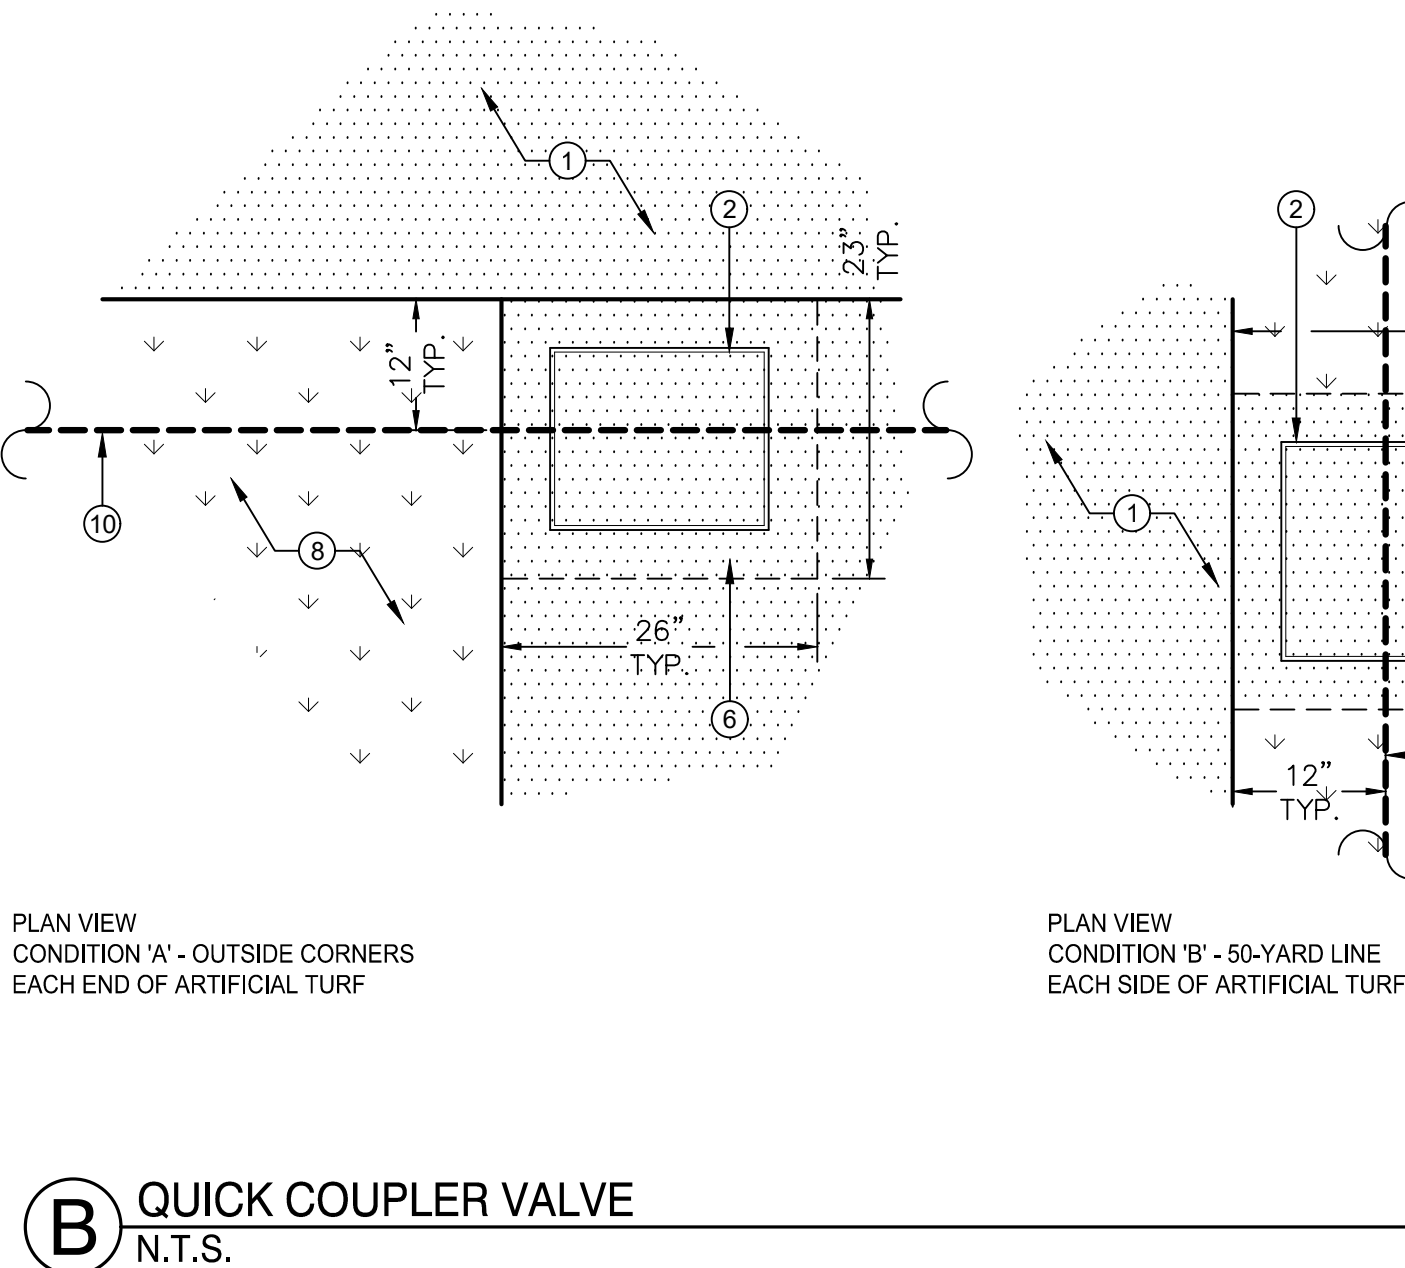 1
2
23"
TYP.
12"
TYP.
10
8
26"
TYP.
6
2
1
12"
TYP.
PLAN VIEW
CONDITION 'A' - OUTSIDE CORNERS
EACH END OF ARTIFICIAL TURF
PLAN VIEW
CONDITION 'B' - 50-YARD LINE
EACH SIDE OF ARTIFICIAL TURF
B
QUICK COUPLER VALVE
N.T.S.